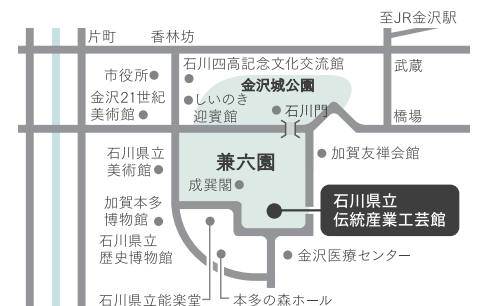 至JR金沢駅
片町
香林坊
石川四高記念文化交流館
武蔵
市役所
金沢城公園
金沢21世紀
美術館
しいのき
迎賓館
石川門
橋場
石川県立
美術館
兼六園
加賀友禅会館
成巽閣
石川県立
伝統産業工芸館
加賀本多
博物館
石川県立
歴史博物館
金沢医療センター
石川県立能楽堂
本多の森ホール